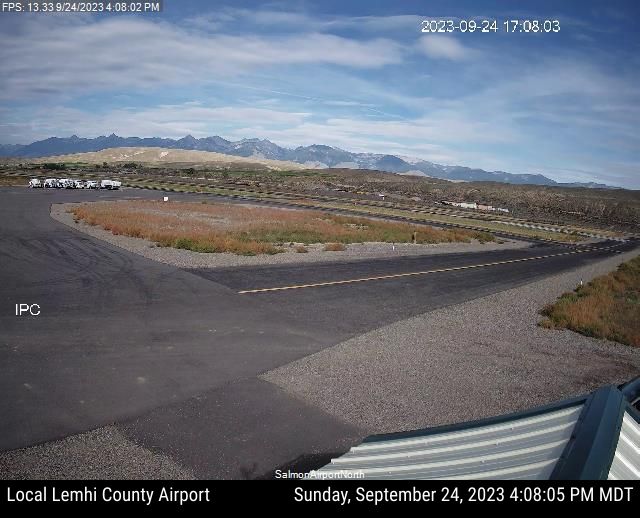 FPS: 13.33 9/24/2023 4:08:02 PM
2023-09-24 17:08:03
IPC
SalmonAirportNorth
Local Lemhi County Airport Sunday, September 24, 2023 4:08:05 PM MDT